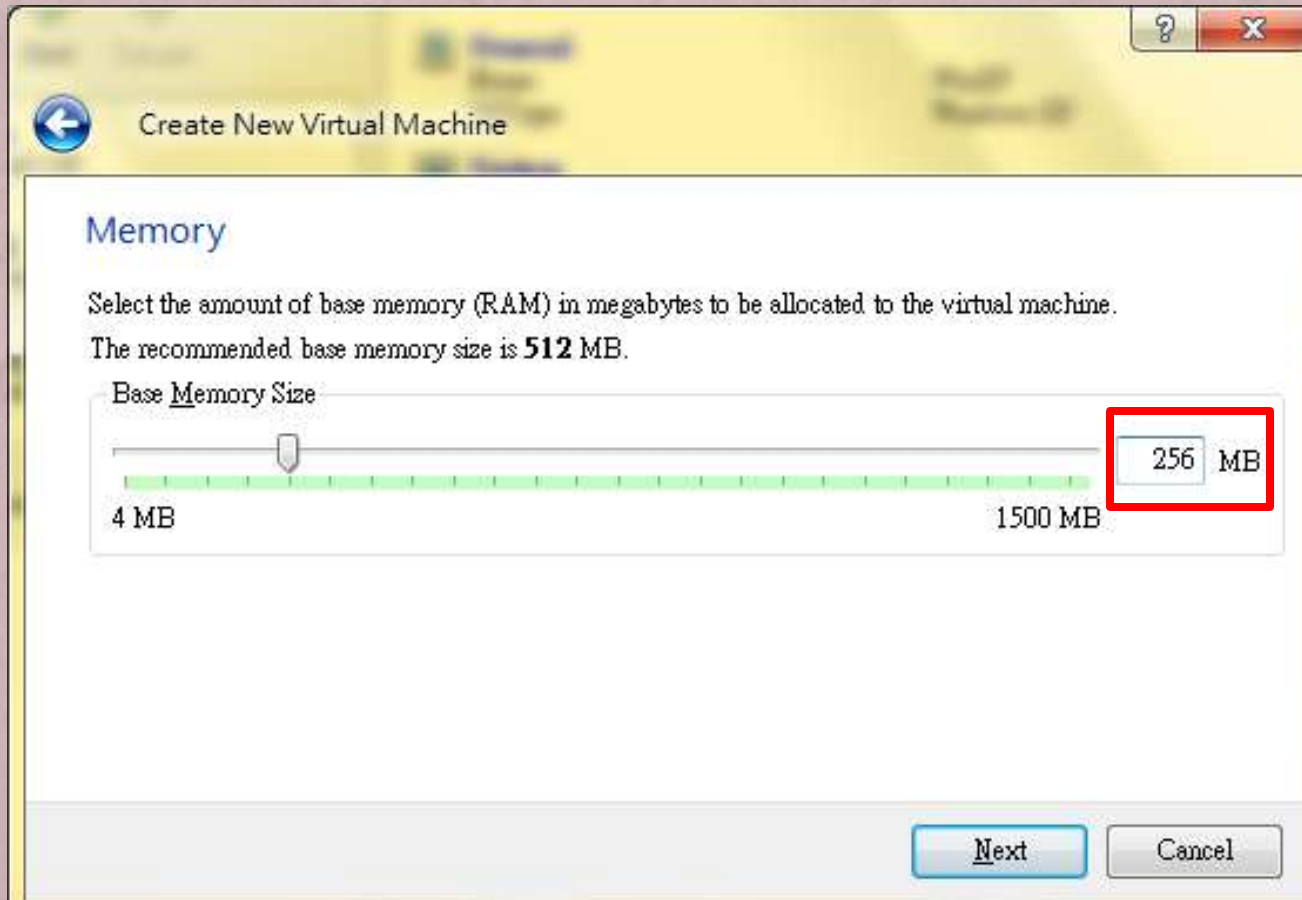 Create New Virtual Machine
Memory
Select the amount of base memory (RAM) in megabytes to be allocated to the virtual machine.
The recommended base memory size is 512 MB.
Base Memory Size
256 MB
4 MB 1500 MB
Next Cancel